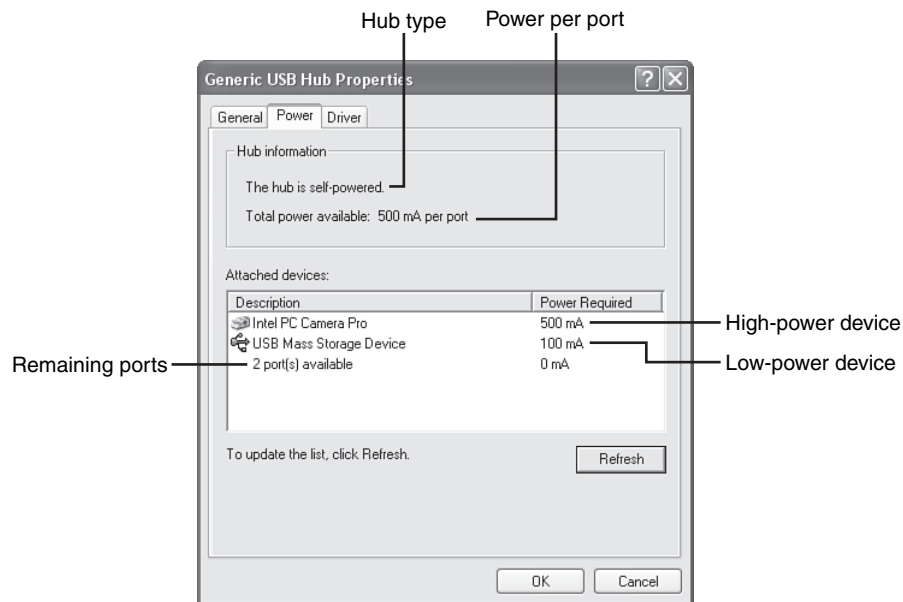 Hub type
Power per port
Generic USB Hub Properties
General Power Driver
Hub information
The hub is self-powered.
Total power available: 500 mA per port
Attached devices:
Description Power Required
Intel PC Camera Pro 500 mA
High-power device
USB Mass Storage Device 100 mA
Low-power device
Remaining ports
2 port(s) available 0 mA
To update the list, click Refresh.
Refresh
OK Cancel